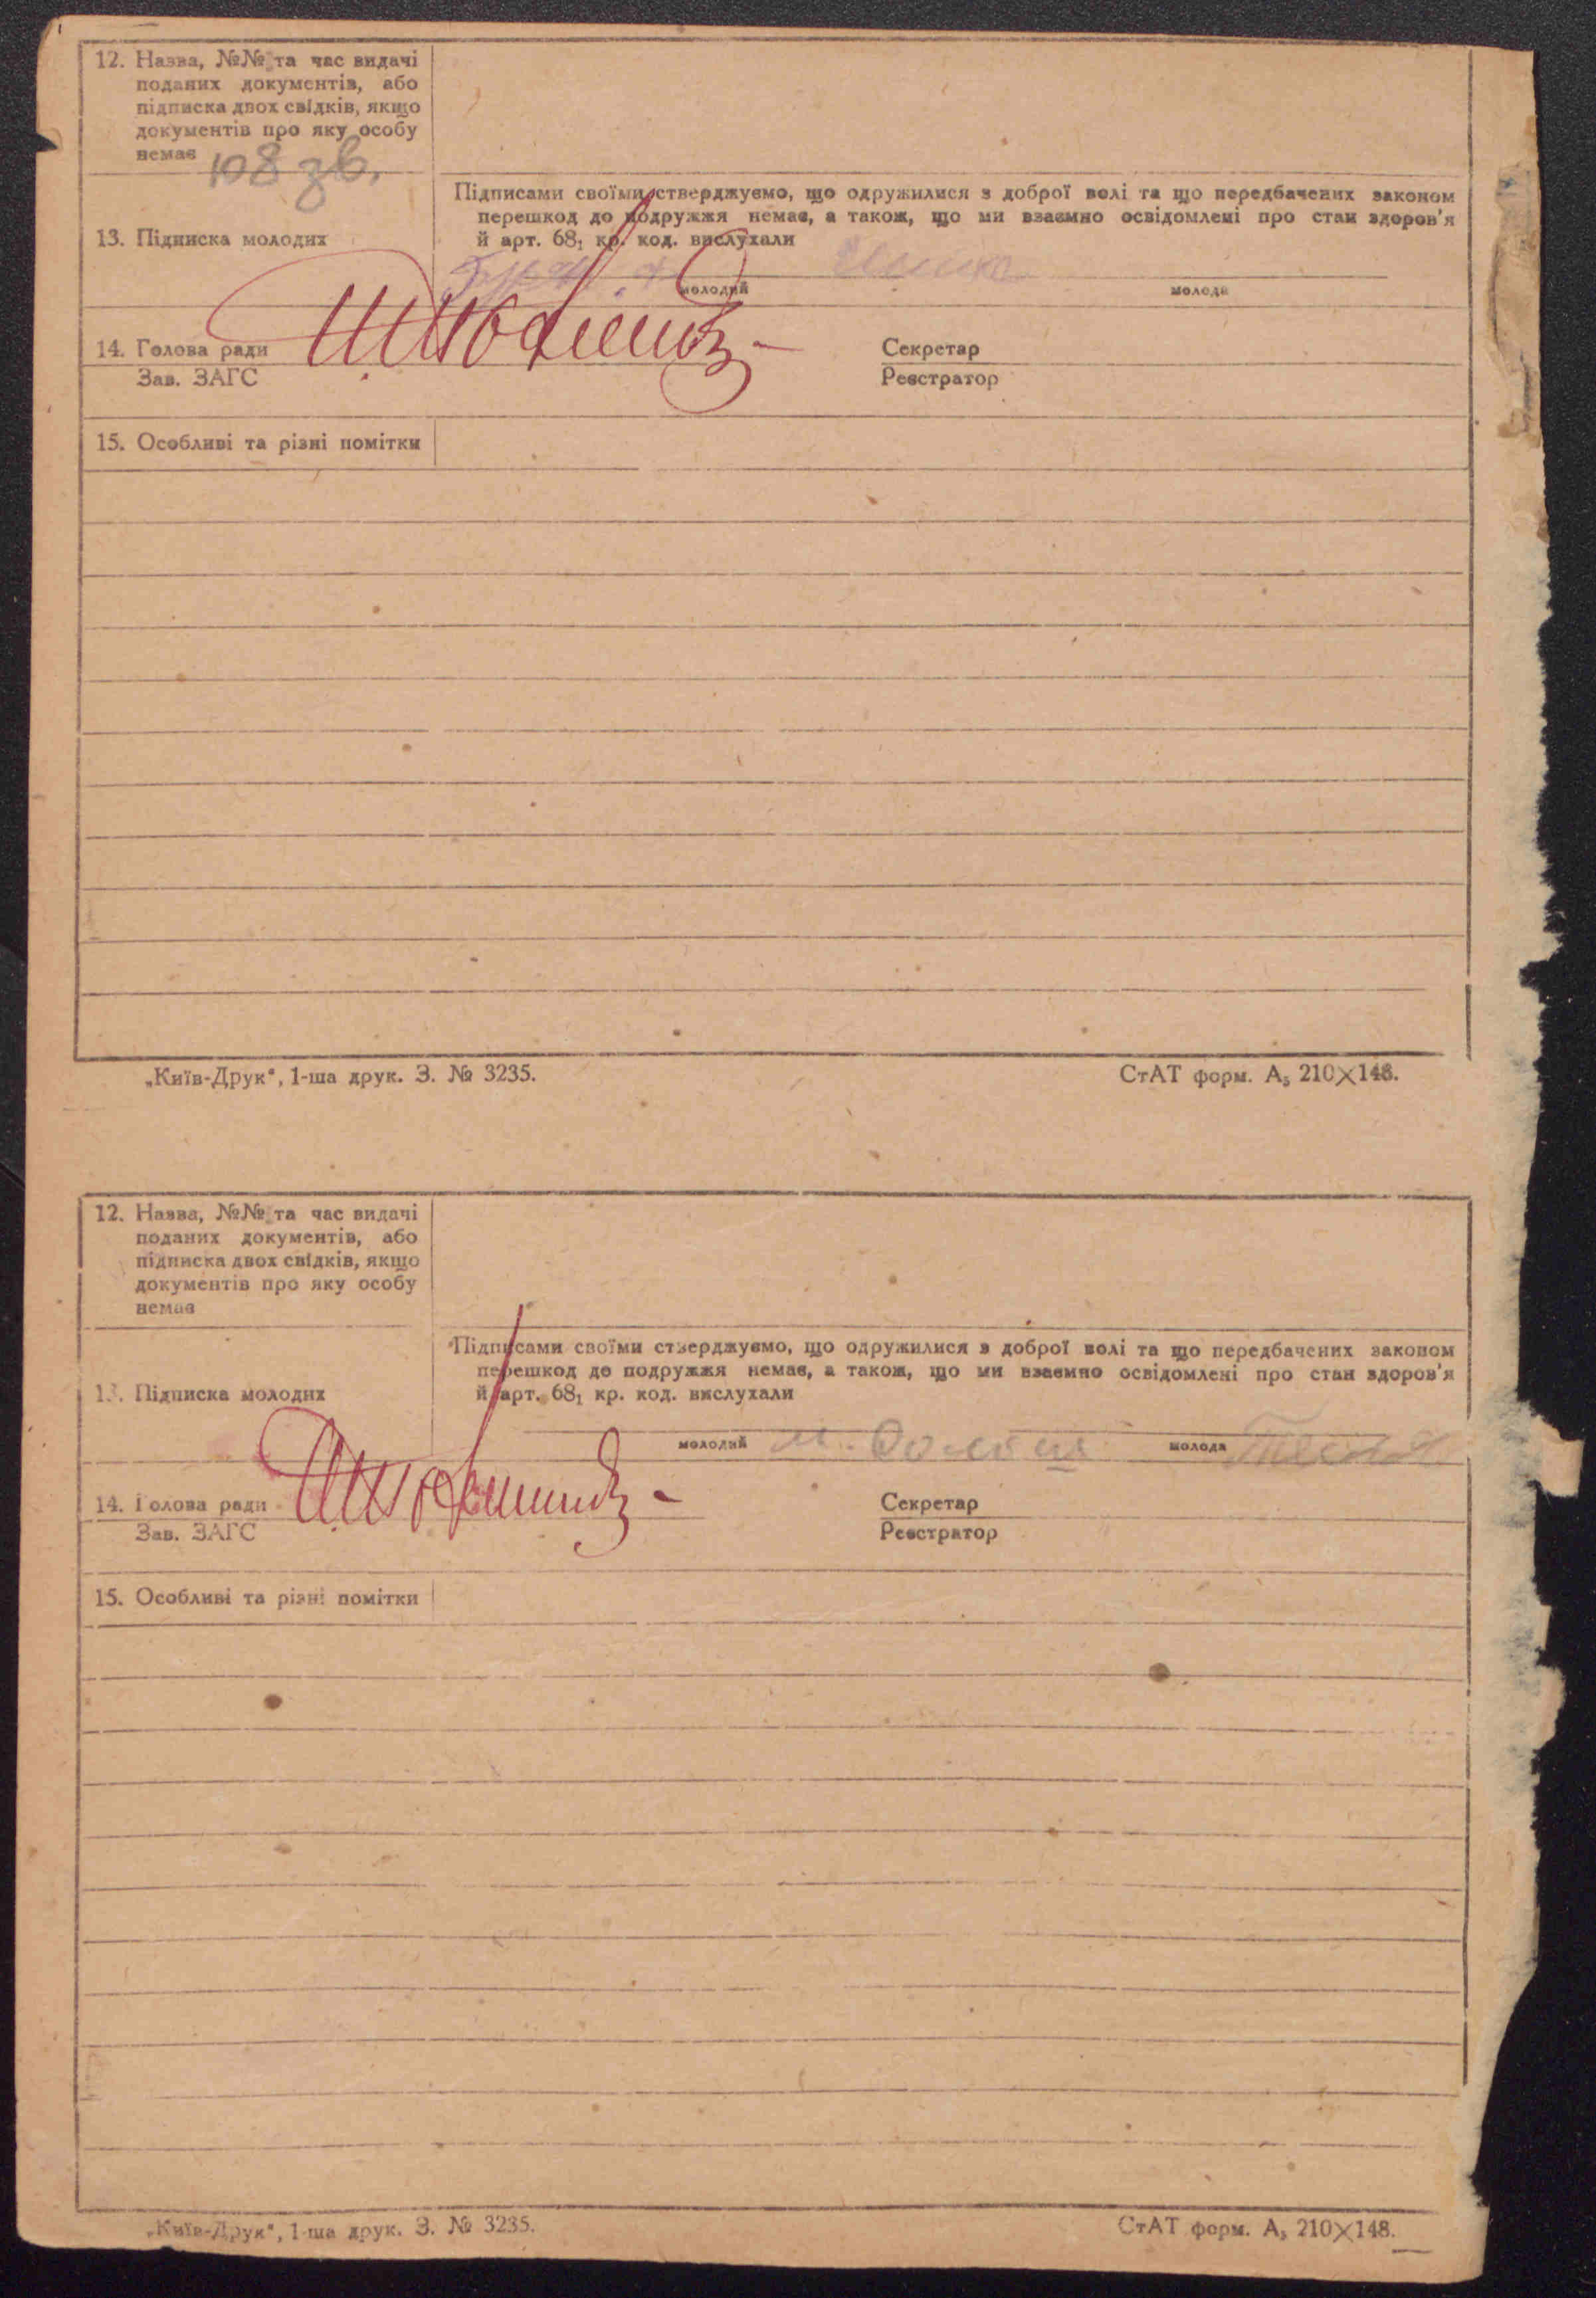 12. Назва, №№ та час видачі
поданих документів, або
підписка двох свідків, якщо
документів про яку особу
немає
108 зв.
Підписами своїми стверджуємо, що одружилися з доброї волі та що передбачених законом
перешкод до подружжя немає, а також, що ми взаємно освідомлені про стан здоров'я
й арт. 68₁ кр. код. вислухали
13. Підписка молодих
молодий
молода
14. Голова ради
Секретар
Зав. ЗАГС
Реєстратор
15. Особливі та різні помітки
„Київ-Друк“, 1-ша друк. З. № 3235.
СтАТ форм. А₅ 210×148.
12. Назва, №№ та час видачі
поданих документів, або
підписка двох свідків, якщо
документів про яку особу
немає
Підписами своїми стверджуємо, що одружилися з доброї волі та що передбачених законом
перешкод до подружжя немає, а також, що ми взаємно освідомлені про стан здоров'я
й арт. 68₁ кр. код. вислухали
13. Підписка молодих
молодий
молода
14. Голова ради
Секретар
Зав. ЗАГС
Реєстратор
15. Особливі та різні помітки
„Київ-Друк“, 1-ша друк. З. № 3235.
СтАТ форм. А₅ 210×148.